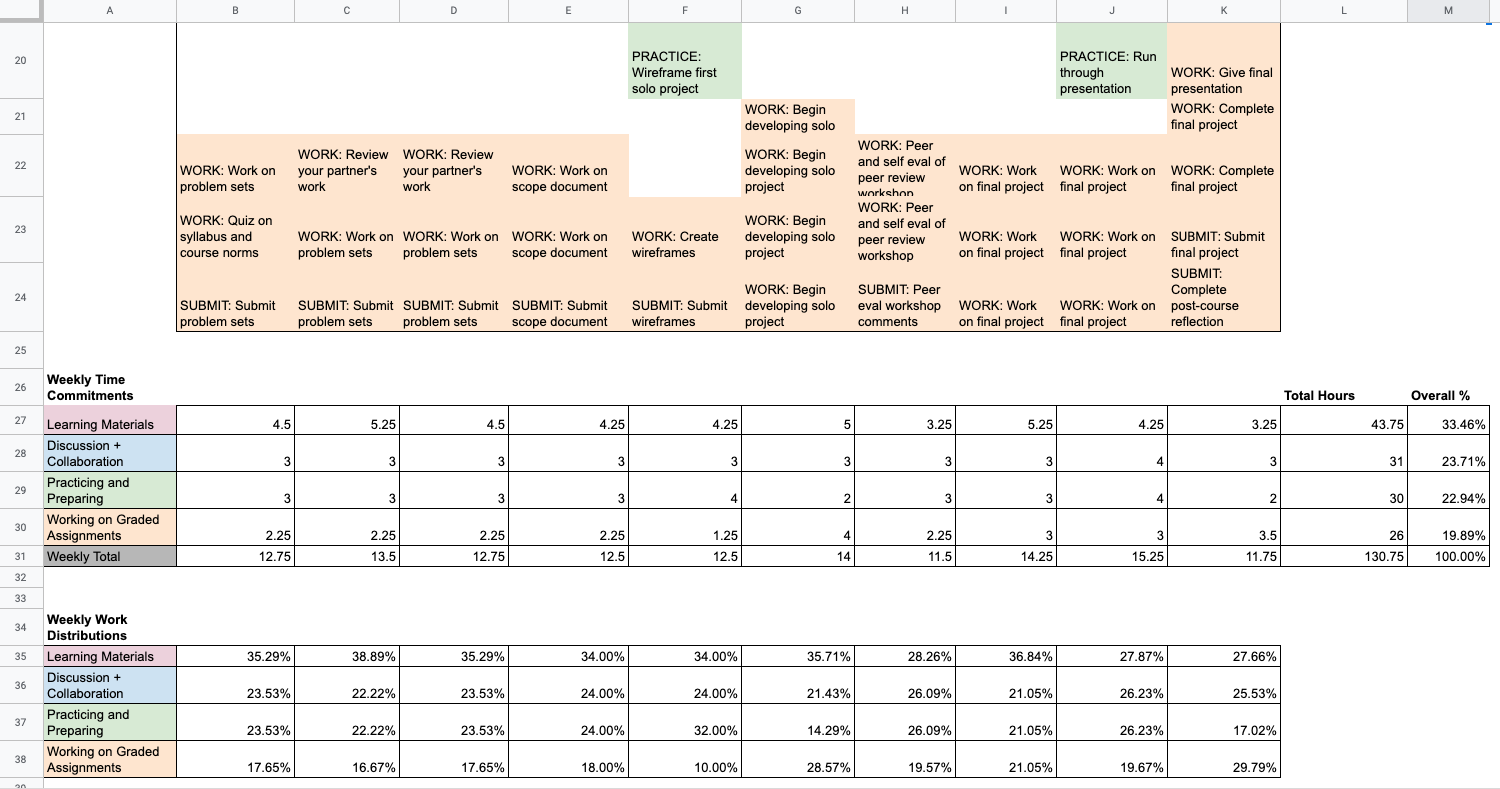 A B C D E F G H I J K L M
20
PRACTICE:
Wireframe first
solo project
PRACTICE: Run
through
presentation
WORK: Give final
presentation
21
WORK: Begin
developing solo
WORK: Complete
final project
22
WORK: Work on
problem sets
WORK: Review
your partner's
work
WORK: Review
your partner's
work
WORK: Work on
scope document
WORK: Begin
developing solo
project
WORK: Peer
and self eval of
peer review
workshop
WORK: Work
on final project
WORK: Work on
final project
WORK: Complete
final project
23
WORK: Quiz on
syllabus and
course norms
WORK: Work on
problem sets
WORK: Work on
problem sets
WORK: Work on
scope document
WORK: Create
wireframes
WORK: Begin
developing solo
project
WORK: Peer
and self eval of
peer review
workshop
WORK: Work
on final project
WORK: Work on
final project
SUBMIT: Submit
final project
24
SUBMIT: Submit
problem sets
SUBMIT: Submit
problem sets
SUBMIT: Submit
problem sets
SUBMIT: Submit
scope document
SUBMIT: Submit
wireframes
WORK: Begin
developing solo
project
SUBMIT: Peer
eval workshop
comments
WORK: Work
on final project
WORK: Work on
final project
SUBMIT:
Complete
post-course
reflection
25
26
Weekly Time
Commitments
Total Hours Overall %
27 Learning Materials 4.5 5.25 4.5 4.25 4.25 5 3.25 5.25 4.25 3.25 43.75 33.46%
28
Discussion +
Collaboration 3 3 3 3 3 3 3 3 4 3 31 23.71%
29
Practicing and
Preparing 3 3 3 3 4 2 3 3 4 2 30 22.94%
30
Working on Graded
Assignments 2.25 2.25 2.25 2.25 1.25 4 2.25 3 3 3.5 26 19.89%
31 Weekly Total 12.75 13.5 12.75 12.5 12.5 14 11.5 14.25 15.25 11.75 130.75 100.00%
32
33
34
Weekly Work
Distributions
35 Learning Materials 35.29% 38.89% 35.29% 34.00% 34.00% 35.71% 28.26% 36.84% 27.87% 27.66%
36
Discussion +
Collaboration 23.53% 22.22% 23.53% 24.00% 24.00% 21.43% 26.09% 21.05% 26.23% 25.53%
37
Practicing and
Preparing 23.53% 22.22% 23.53% 24.00% 32.00% 14.29% 26.09% 21.05% 26.23% 17.02%
38
Working on Graded
Assignments 17.65% 16.67% 17.65% 18.00% 10.00% 28.57% 19.57% 21.05% 19.67% 29.79%